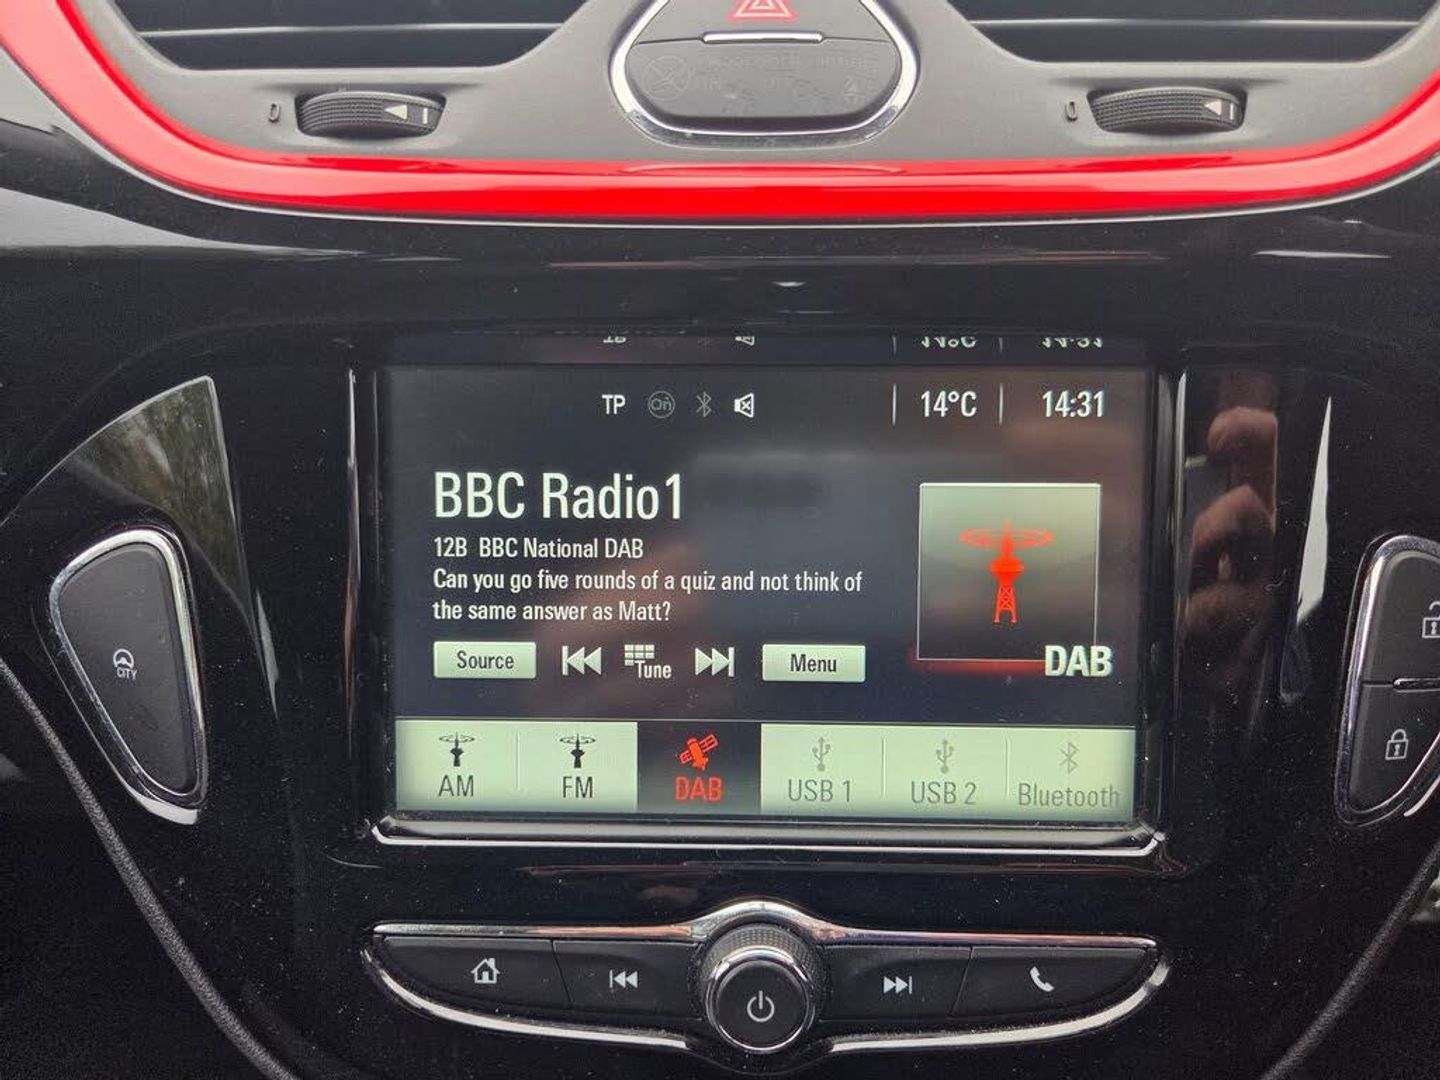 0
0
TP 14°C 14:31
BBC Radio1
12B BBC National DAB
Can you go five rounds of a quiz and not think of
the same answer as Matt?
Source Tune Menu
DAB
AM FM DAB USB 1 USB 2 Bluetooth
CITY